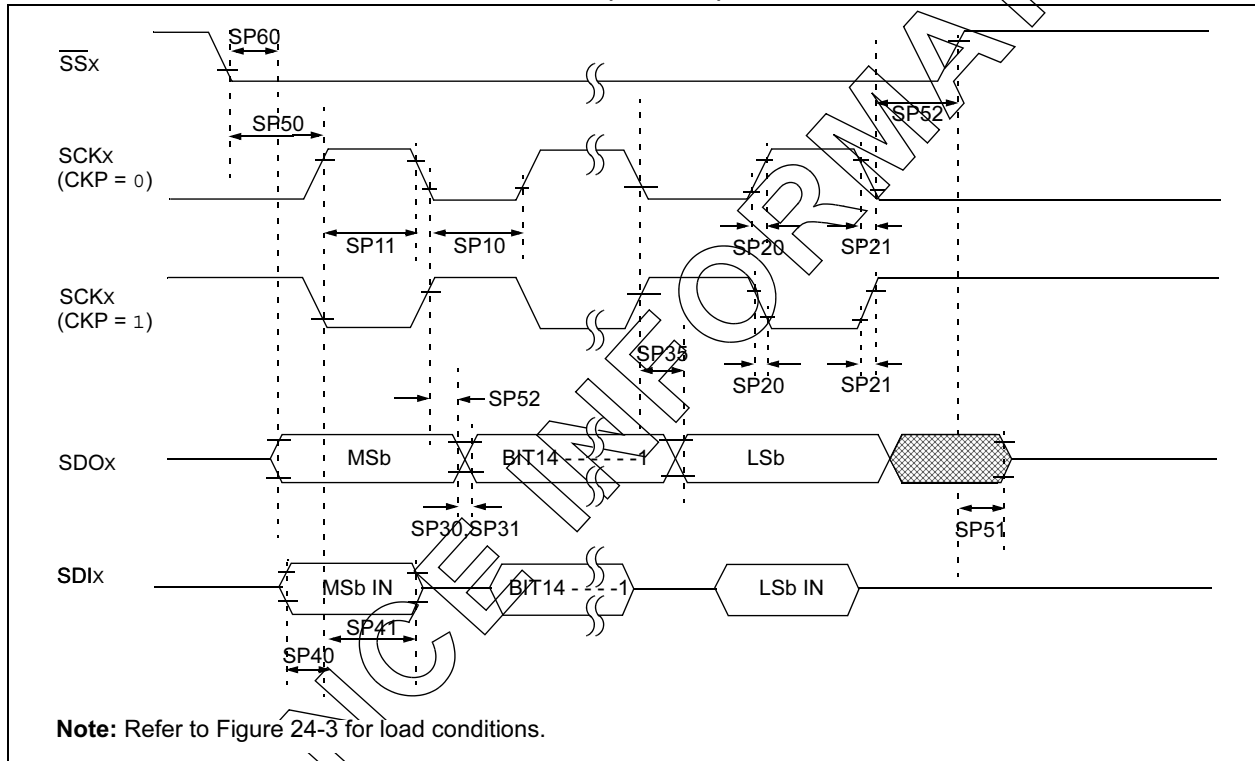 SP60
SSx
SP50
SP52
SCKx
(CKP = 0)
SP11
SP10
SP20
SP21
SCKx
(CKP = 1)
SP35
SP20
SP21
SP52
SDOx
MSb
BIT14 - - - - - -1
LSb
SP30,SP31
SP51
SDIx
MSb IN
BIT14 - - - -1
LSb IN
SP41
SP40
Note: Refer to Figure 24-3 for load conditions.
NCE INFORMA